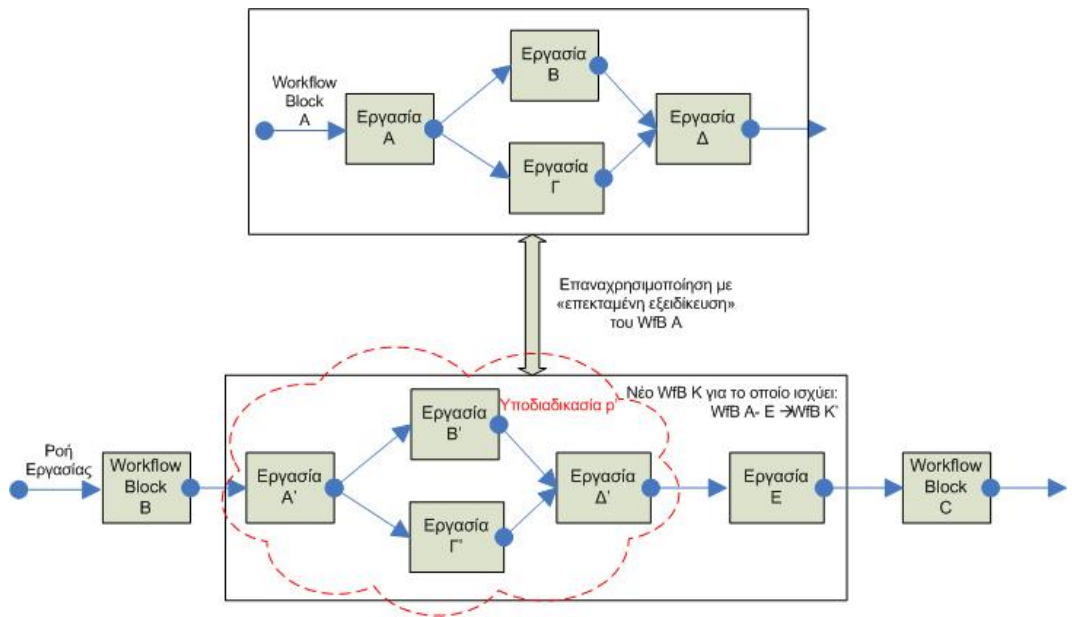 Workflow
Block
A
Εργασία
Α
Εργασία
Β
Εργασία
Γ
Εργασία
Δ
Επαναχρησιμοποίηση με
«επεκταμένη εξειδίκευση»
του WfB A
Νέο WfB K για το οποίο ισχύει:
WfB A- E →WfB K'
Υποδιαδικασία p'
Ροή
Εργασίας
Workflow
Block
B
Εργασία
Α'
Εργασία
Β'
Εργασία
Γ'
Εργασία
Δ'
Εργασία
Ε
Workflow
Block
C